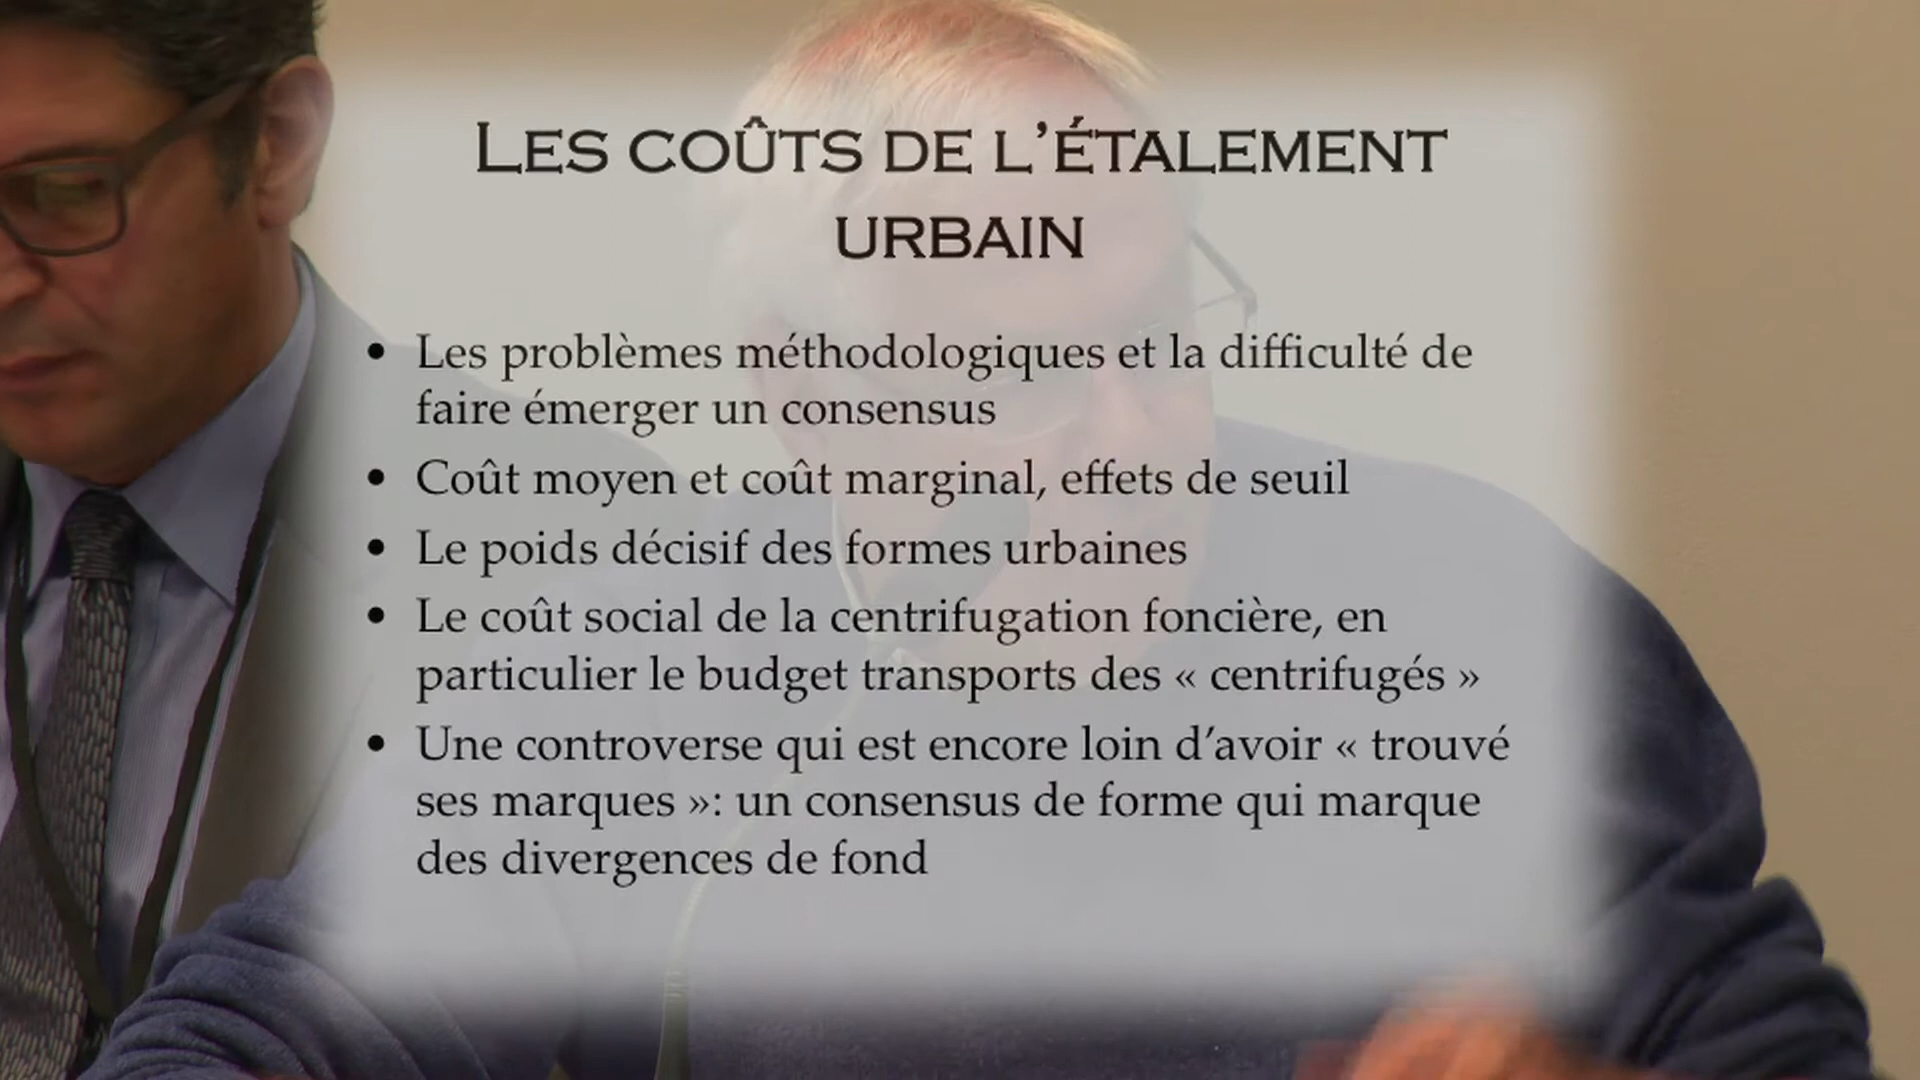 LES COÛTS DE L'ÉTALEMENT
URBAIN
• Les problèmes méthodologiques et la difficulté de
faire émerger un consensus
• Coût moyen et coût marginal, effets de seuil
• Le poids décisif des formes urbaines
• Le coût social de la centrifugation foncière, en
particulier le budget transports des « centrifugés »
• Une controverse qui est encore loin d'avoir « trouvé
ses marques »: un consensus de forme qui marque
des divergences de fond